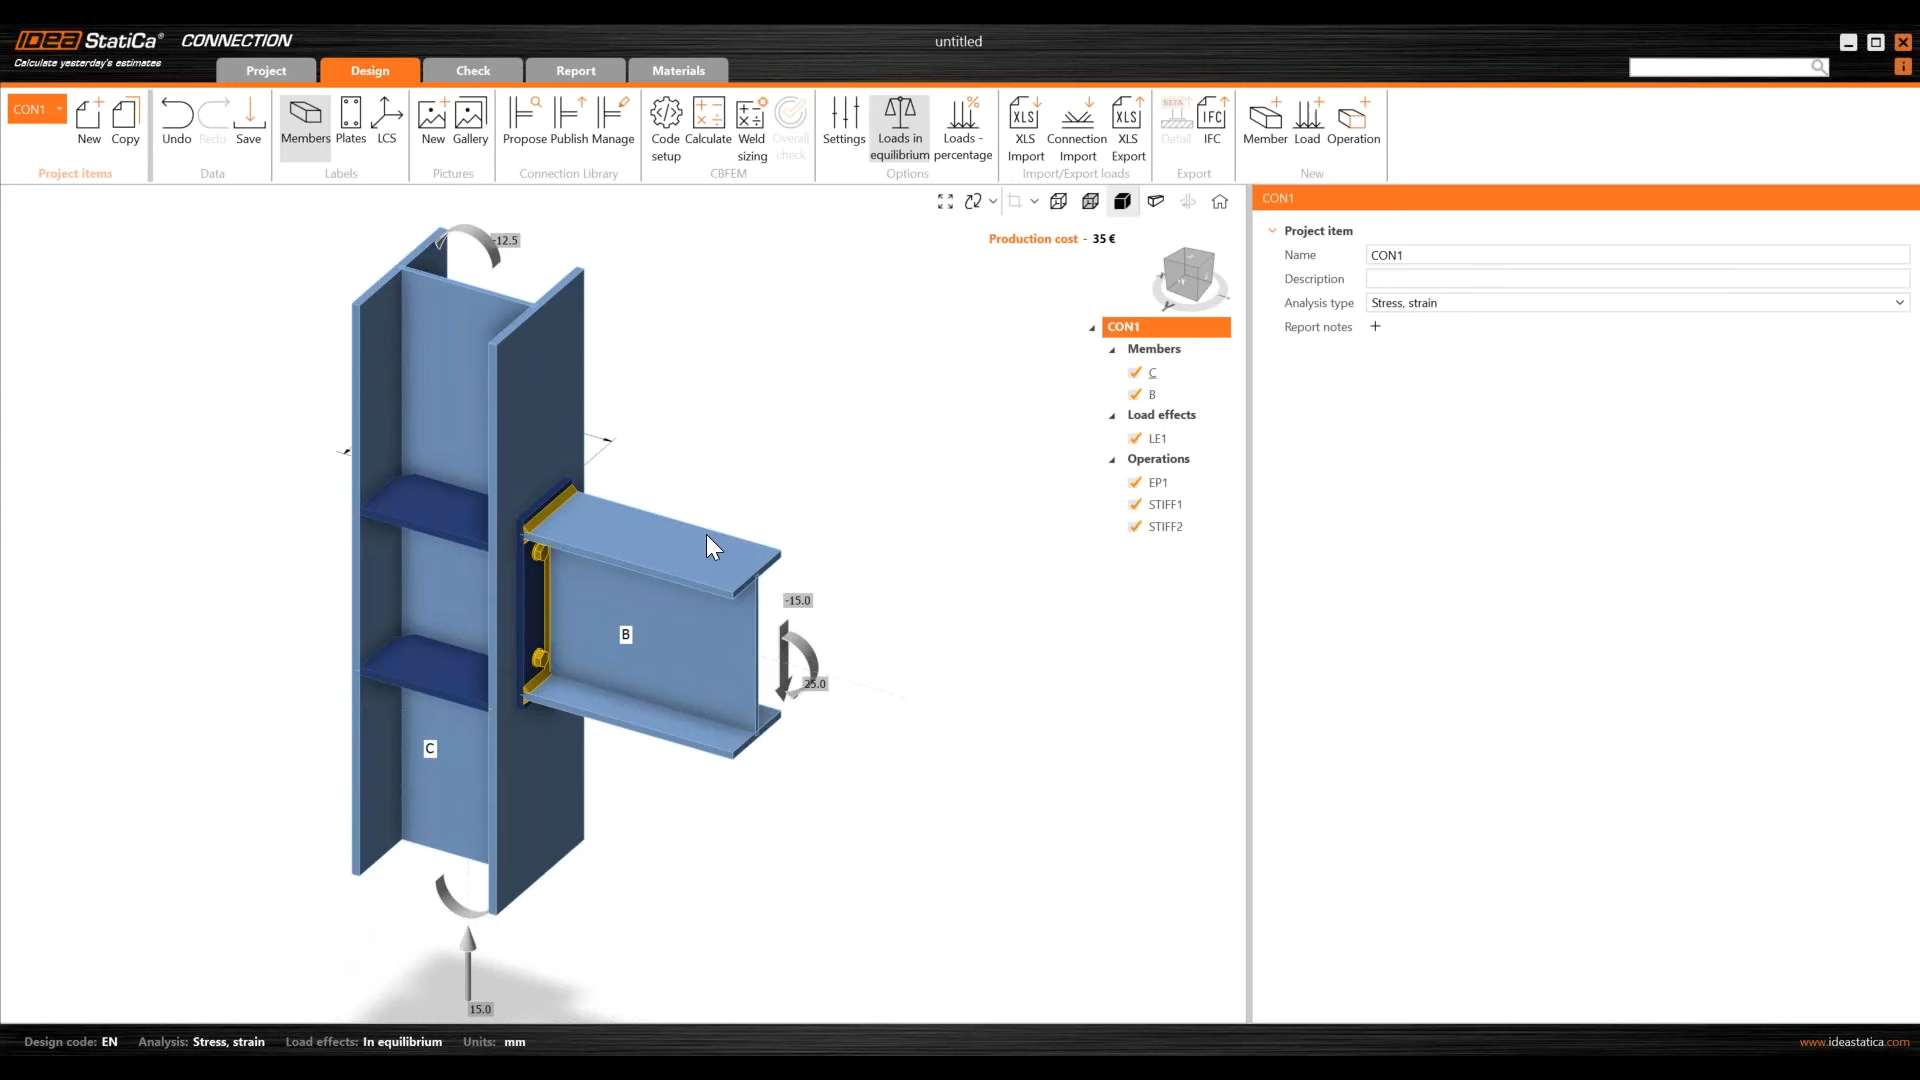 IDEA StatiCa® CONNECTION
Calculate yesterday's estimates
untitled
Project Design Check Report Materials
CON1 New Copy Undo Redo Save Members Plates LCS New Gallery Propose Publish Manage Code setup Calculate Weld sizing Overall check Settings Loads in equilibrium Loads - percentage XLS Import Connection Import XLS Export BETA Detail IFC Member Load Operation
Project items Data Labels Pictures Connection Library CBFEM Options Import/Export loads Export New
Production cost - 35 €
CON1
Members
C
B
Load effects
LE1
Operations
EP1
STIFF1
STIFF2
-12.5
-15.0
25.0
15.0
B
C
CON1
Project item
Name CON1
Description
Analysis type Stress, strain
Report notes
Design code: EN Analysis: Stress, strain Load effects: In equilibrium Units: mm
www.ideastatica.com